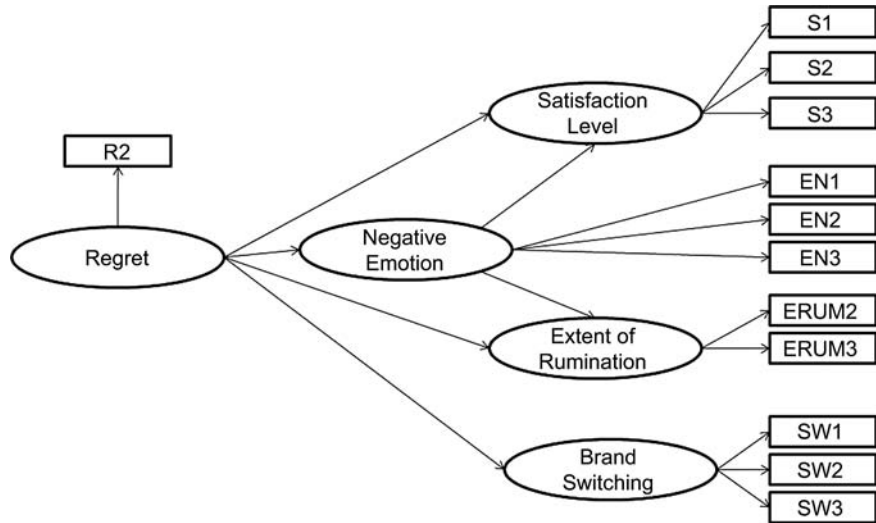 S1
S2
S3
Satisfaction
Level
R2
EN1
EN2
EN3
Regret
Negative
Emotion
ERUM2
ERUM3
Extent of
Rumination
SW1
SW2
SW3
Brand
Switching